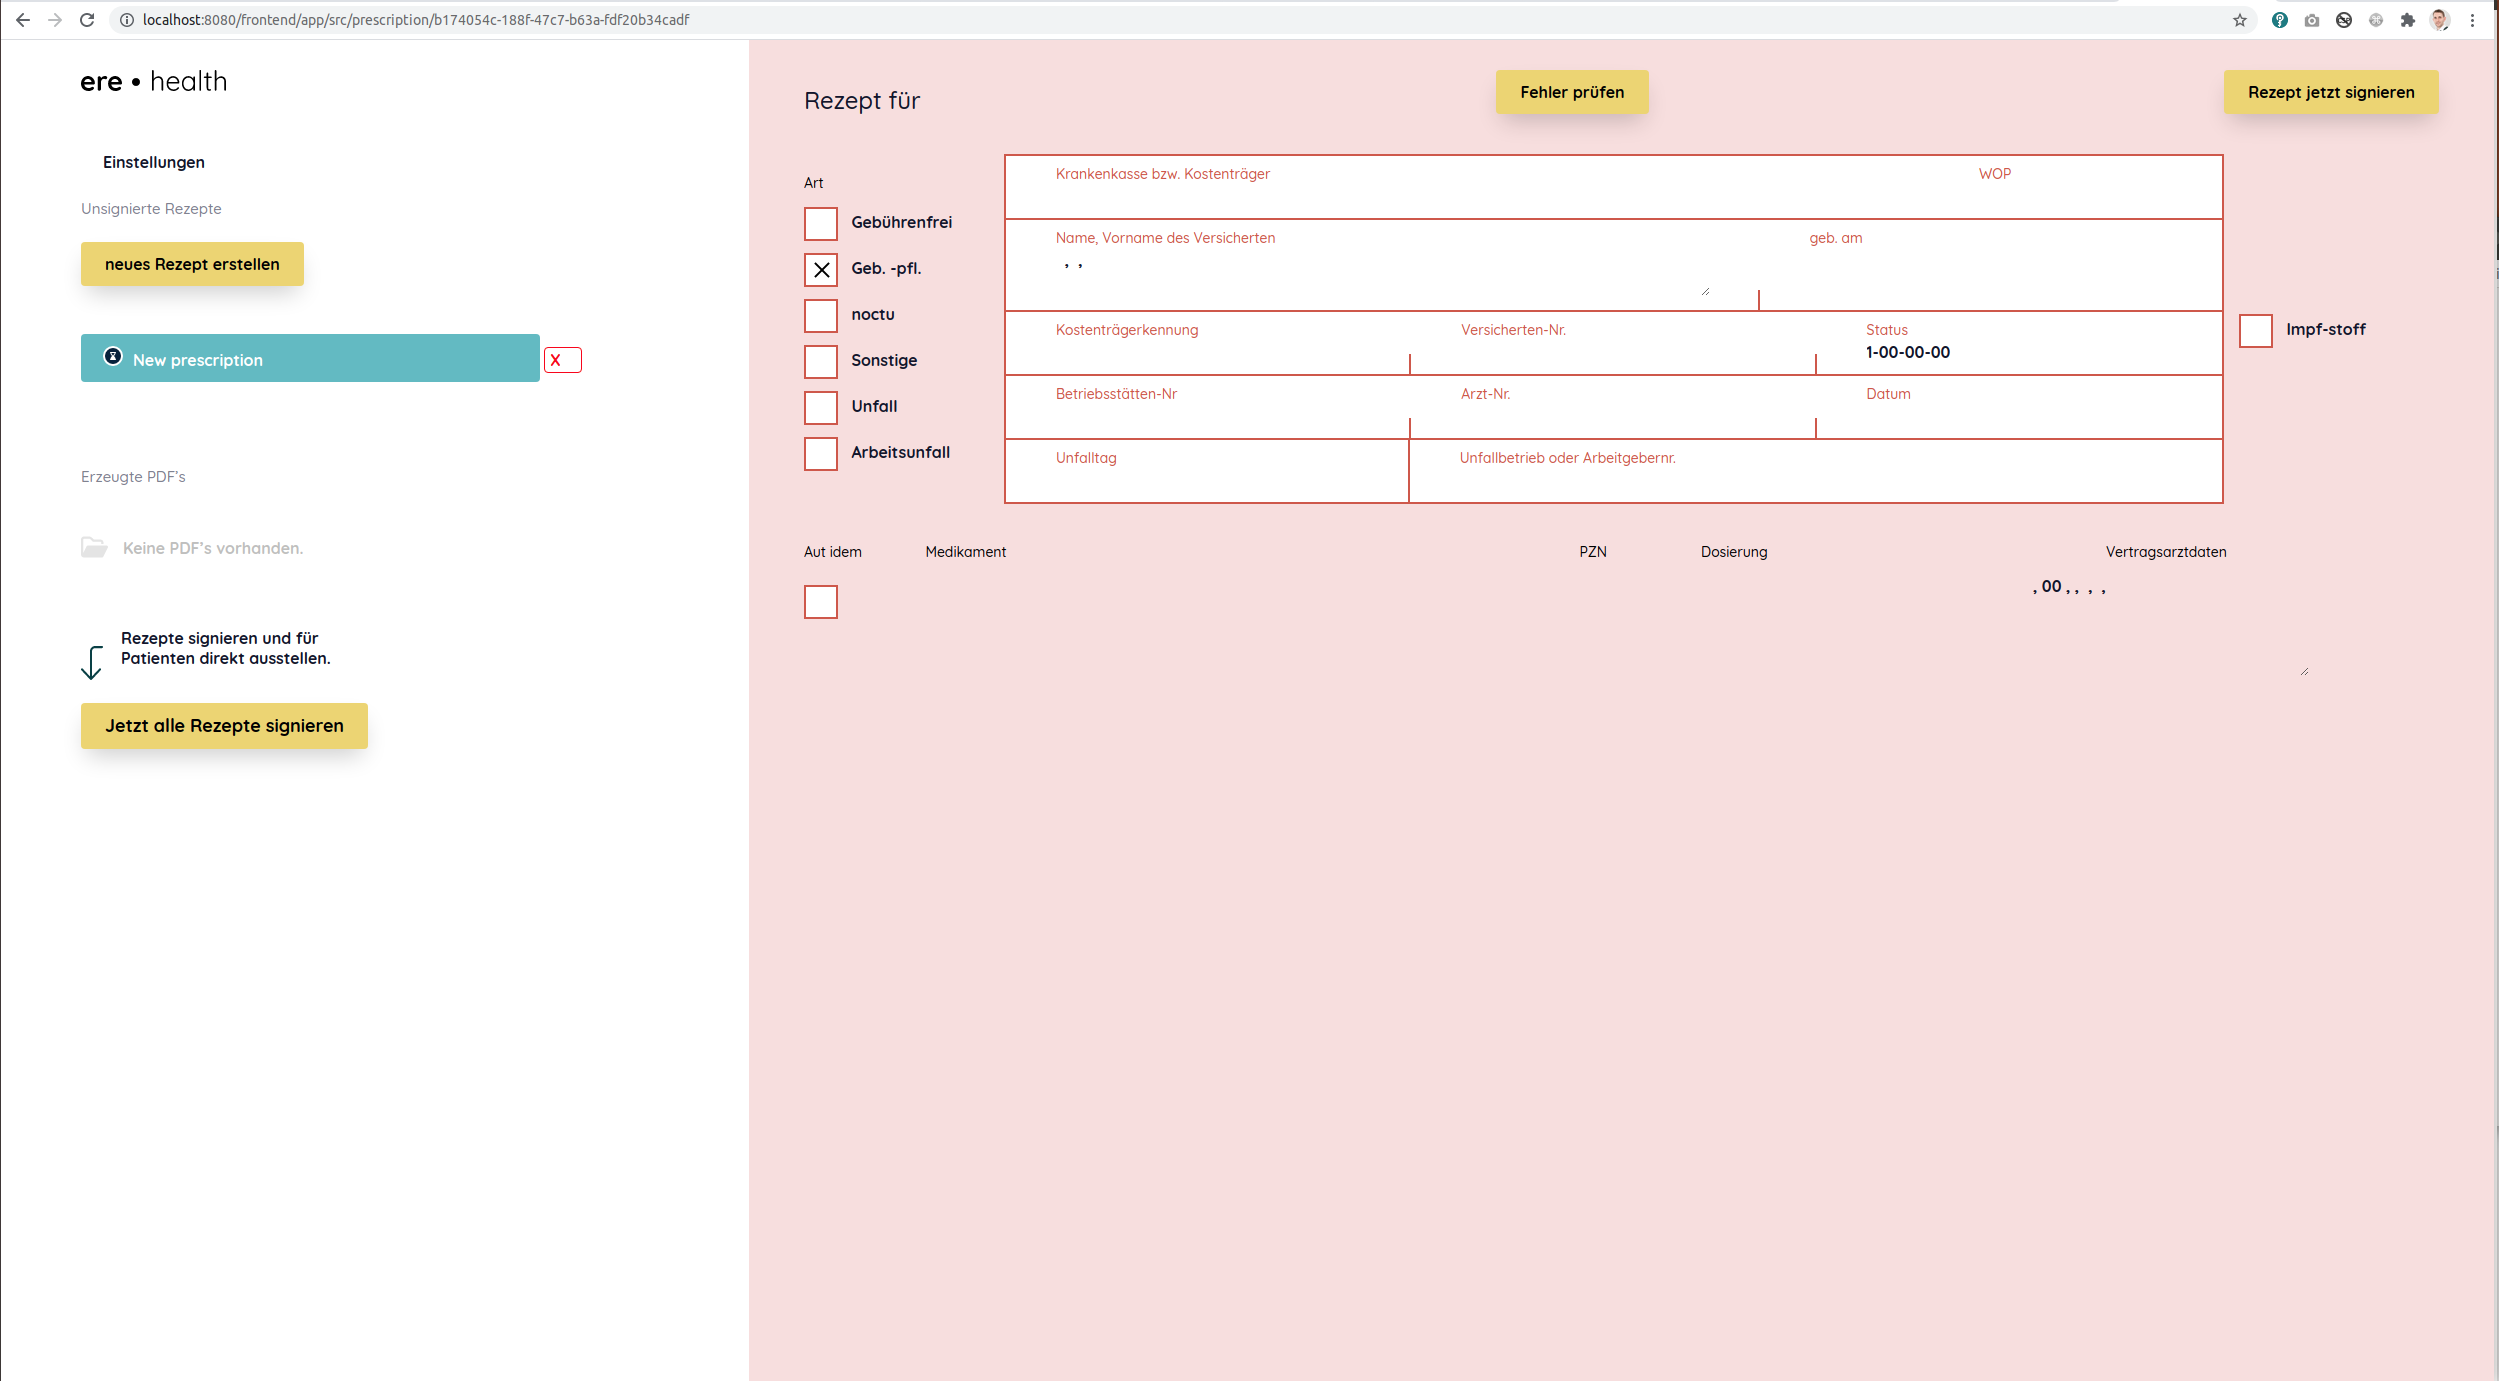 localhost:8080/frontend/app/src/prescription/b174054c-188f-47c7-b63a-fdf20b34cadf
ere • health
Einstellungen
Unsignierte Rezepte
neues Rezept erstellen
New prescription
X
Erzeugte PDF's
Keine PDF's vorhanden.
Rezepte signieren und für
Patienten direkt ausstellen.
Jetzt alle Rezepte signieren
Rezept für
Fehler prüfen
Rezept jetzt signieren
Art
Gebührenfrei
Geb. -pfl.
noctu
Sonstige
Unfall
Arbeitsunfall
Krankenkasse bzw. Kostenträger WOP
Name, Vorname des Versicherten geb. am
, ,
Kostenträgerkennung Versicherten-Nr. Status
1-00-00-00
Betriebsstätten-Nr Arzt-Nr. Datum
Unfalltag Unfallbetrieb oder Arbeitgebernr.
Impf-stoff
Aut idem Medikament PZN Dosierung Vertragsarztdaten
, 00 , , , ,